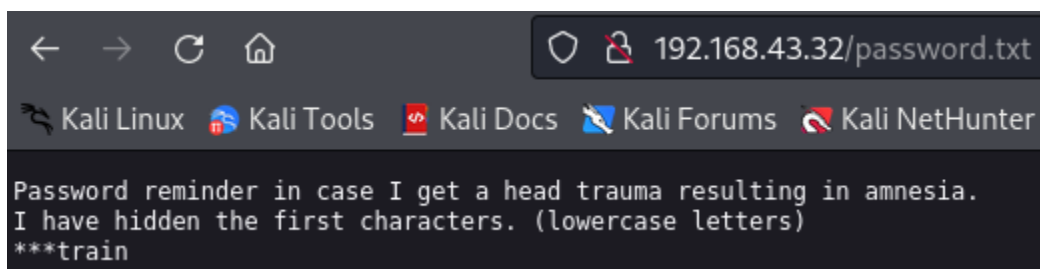 192.168.43.32/password.txt
Kali Linux Kali Tools Kali Docs Kali Forums Kali NetHunter
Password reminder in case I get a head trauma resulting in amnesia.
I have hidden the first characters. (lowercase letters)
***train